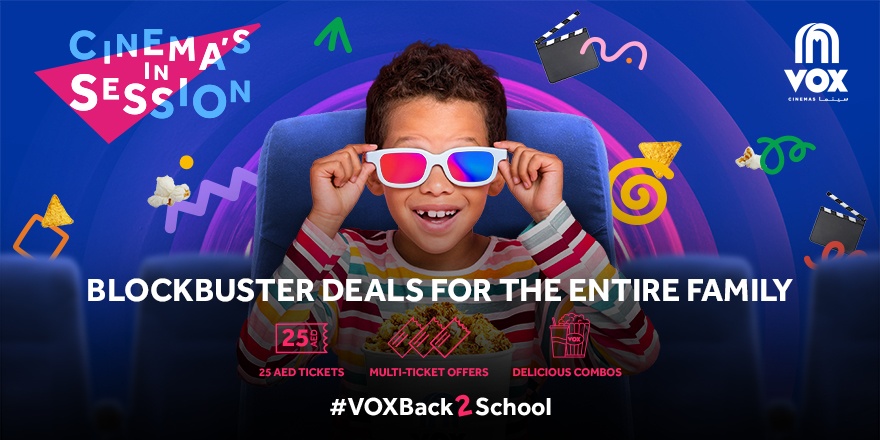 CINEMA'S
IN
SESSION
VOX
CINEMAS سينما
BLOCKBUSTER DEALS FOR THE ENTIRE FAMILY
25 AED
VOX
25 AED TICKETS
MULTI-TICKET OFFERS
DELICIOUS COMBOS
#VOXBack2School